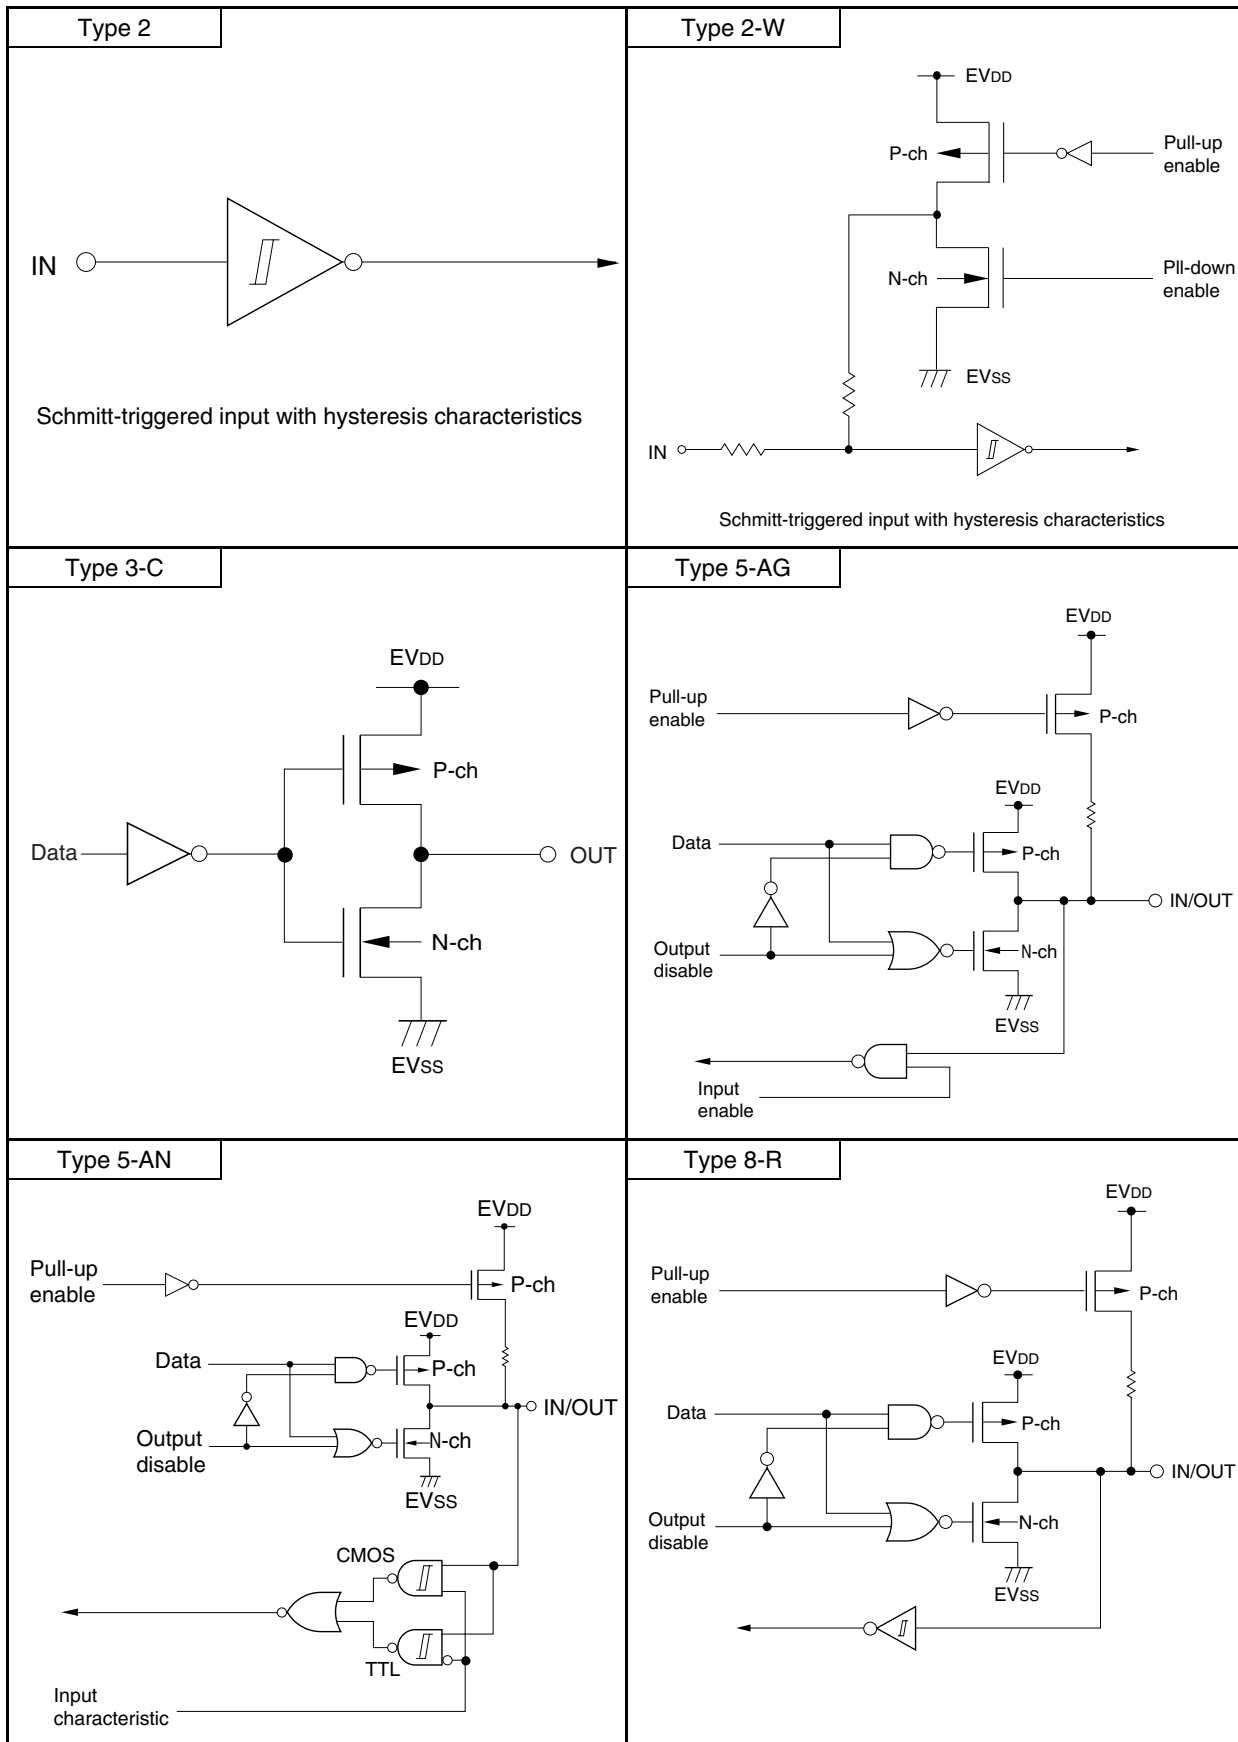 Type 2
IN
Schmitt-triggered input with hysteresis characteristics
Type 2-W
EVDD
P-ch
Pull-up
enable
N-ch
Pll-down
enable
EVSS
IN
Schmitt-triggered input with hysteresis characteristics
Type 3-C
EVDD
P-ch
Data
OUT
N-ch
EVSS
Type 5-AG
EVDD
Pull-up
enable
P-ch
EVDD
Data
P-ch
IN/OUT
Output
disable
N-ch
EVSS
Input
enable
Type 5-AN
EVDD
Pull-up
enable
P-ch
EVDD
Data
P-ch
IN/OUT
Output
disable
N-ch
EVSS
CMOS
TTL
Input
characteristic
Type 8-R
EVDD
Pull-up
enable
P-ch
EVDD
Data
P-ch
IN/OUT
Output
disable
N-ch
EVSS